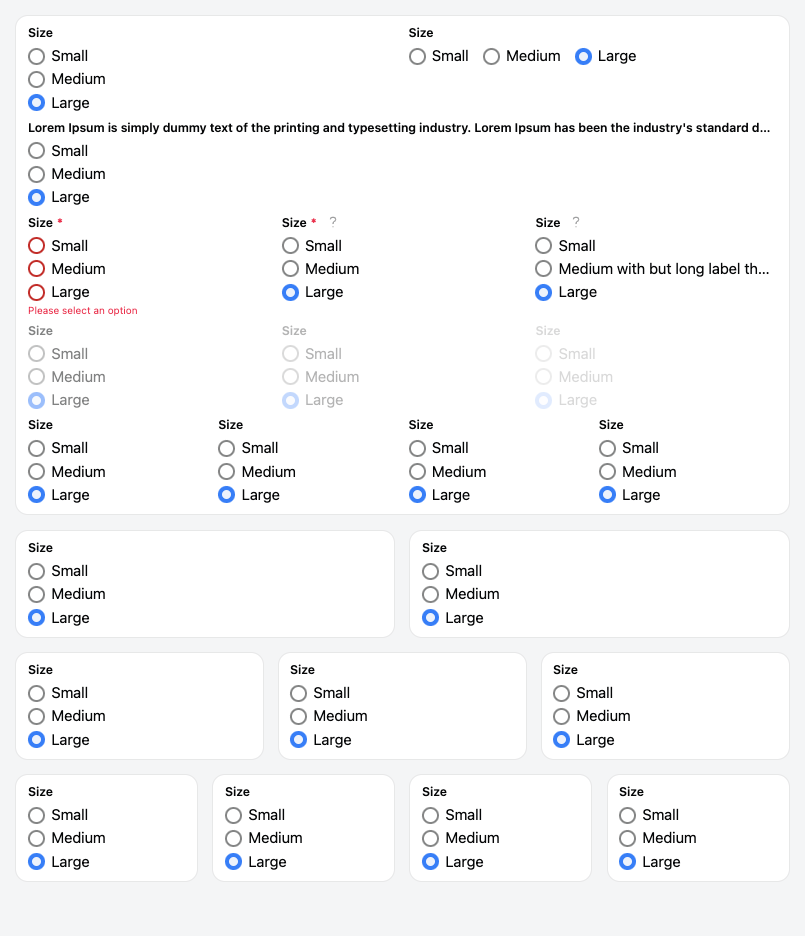 Size
Small
Medium
Large
Size
Small Medium Large
Lorem Ipsum is simply dummy text of the printing and typesetting industry. Lorem Ipsum has been the industry's standard d...
Small
Medium
Large
Size *
Small
Medium
Large
Please select an option
Size * ?
Small
Medium
Large
Size ?
Small
Medium with but long label th...
Large
Size
Small
Medium
Large
Size
Small
Medium
Large
Size
Small
Medium
Large
Size
Small
Medium
Large
Size
Small
Medium
Large
Size
Small
Medium
Large
Size
Small
Medium
Large
Size
Small
Medium
Large
Size
Small
Medium
Large
Size
Small
Medium
Large
Size
Small
Medium
Large
Size
Small
Medium
Large
Size
Small
Medium
Large
Size
Small
Medium
Large
Size
Small
Medium
Large
Size
Small
Medium
Large